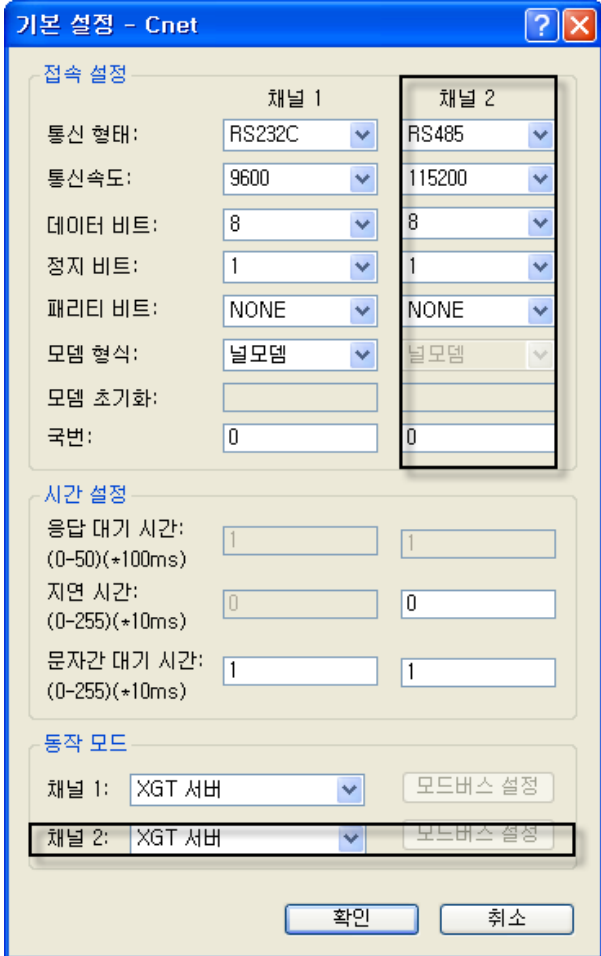 기본 설정 - Cnet
접속 설정
채널 1 채널 2
통신 형태: RS232C RS485
통신속도: 9600 115200
데이터 비트: 8 8
정지 비트: 1 1
패리티 비트: NONE NONE
모뎀 형식: 널모뎀 널모뎀
모뎀 초기화:
국번: 0 0
시간 설정
응답 대기 시간: 1 1
(0-50)(*100ms)
지연 시간: 0 0
(0-255)(*10ms)
문자간 대기 시간: 1 1
(0-255)(*10ms)
동작 모드
채널 1: XGT 서버 모드버스 설정
채널 2: XGT 서버 모드버스 설정
확인 취소